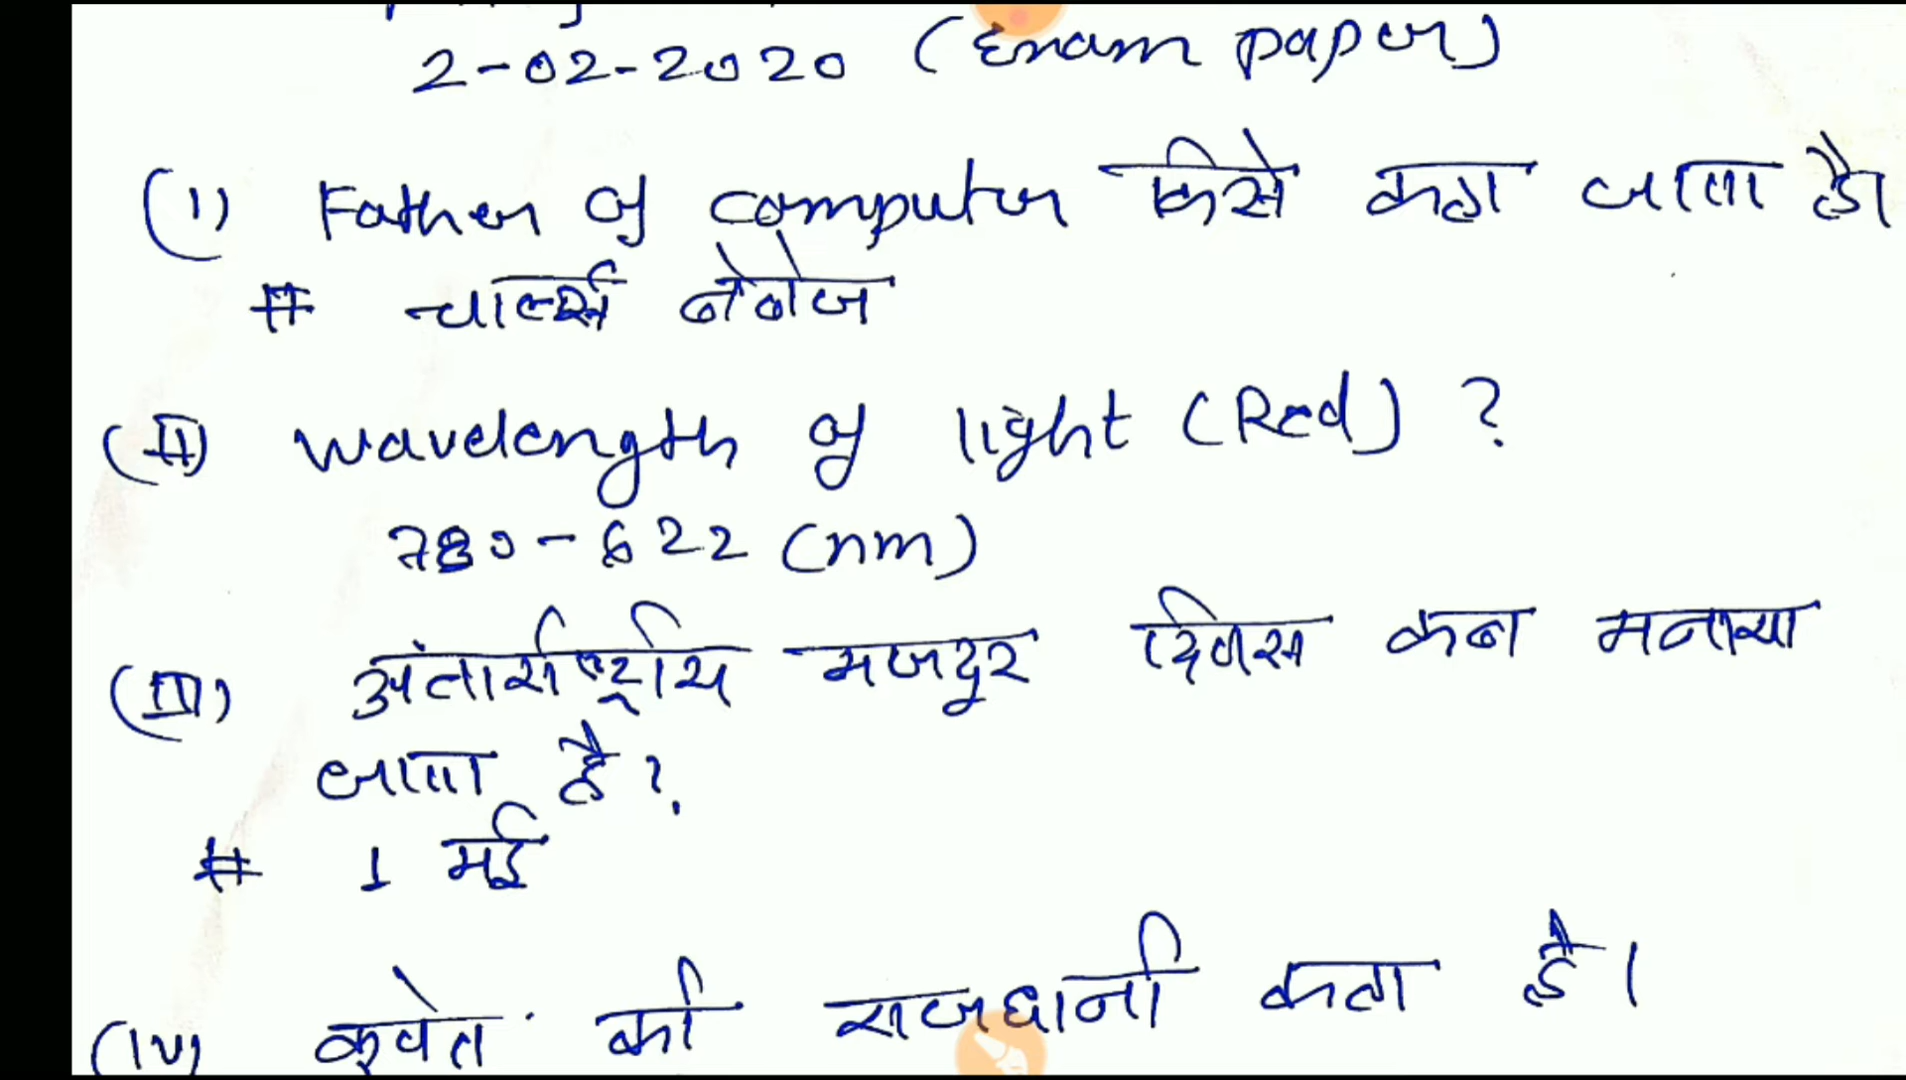 2-02-2020 (Exam paper)
(I) Father of computer किसे कहा जाता है।
# चार्ल्स बेबेज
(II) wavelength of light (Red) ?
780-622 (nm)
(III) अंतार्राष्ट्रीय मजदूर दिवस कब मनाया
जाता है?
# 1 मई
(IV) कुवेत की राजधानी कहा है।